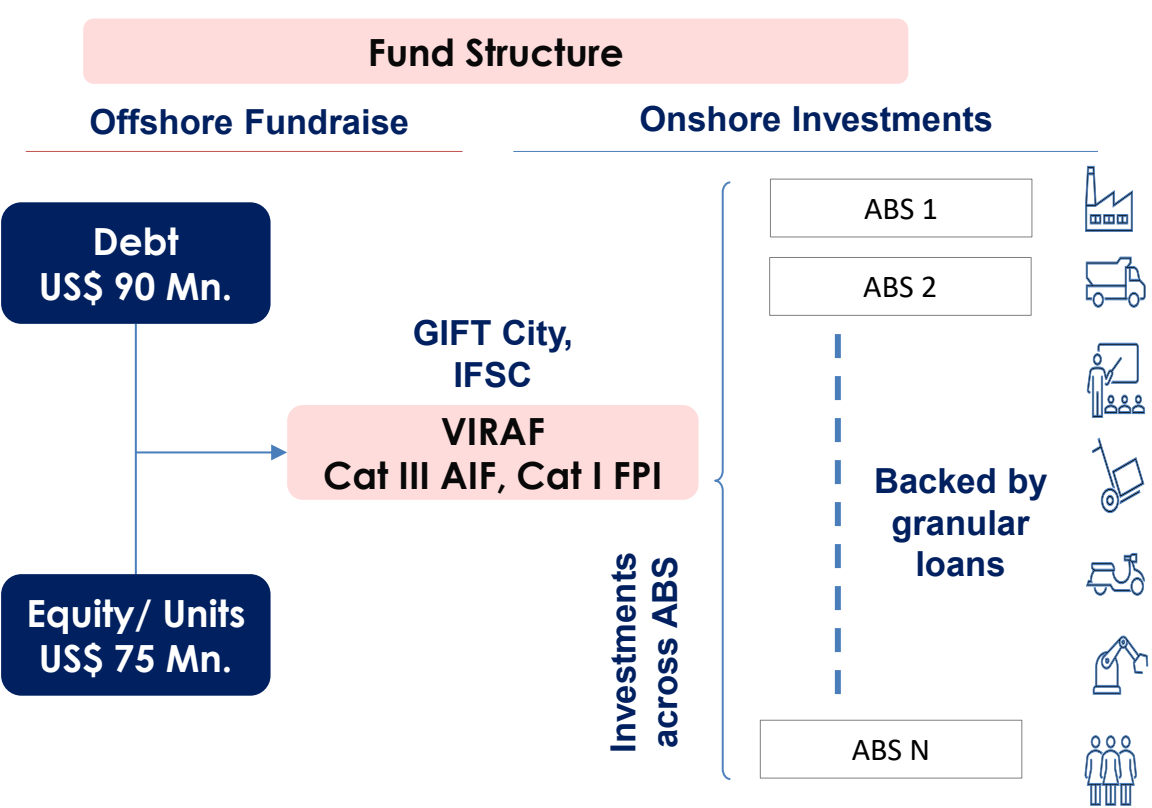 Fund Structure
Offshore Fundraise
Onshore Investments
Debt
US$ 90 Mn.
Equity/ Units
US$ 75 Mn.
GIFT City,
IFSC
VIRAF
Cat III AIF, Cat I FPI
Investments
across ABS
ABS 1
ABS 2
Backed by
granular
loans
ABS N